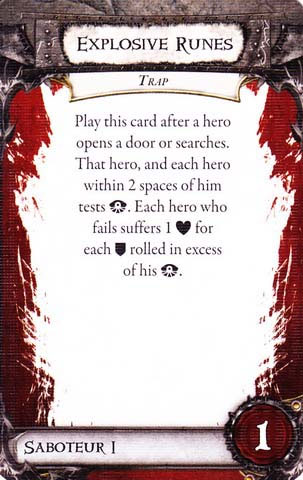 Explosive Runes
Trap
Play this card after a hero
opens a door or searches.
That hero, and each hero
within 2 spaces of him
tests . Each hero who
fails suffers 1 for
each rolled in excess
of his .
Saboteur I
1